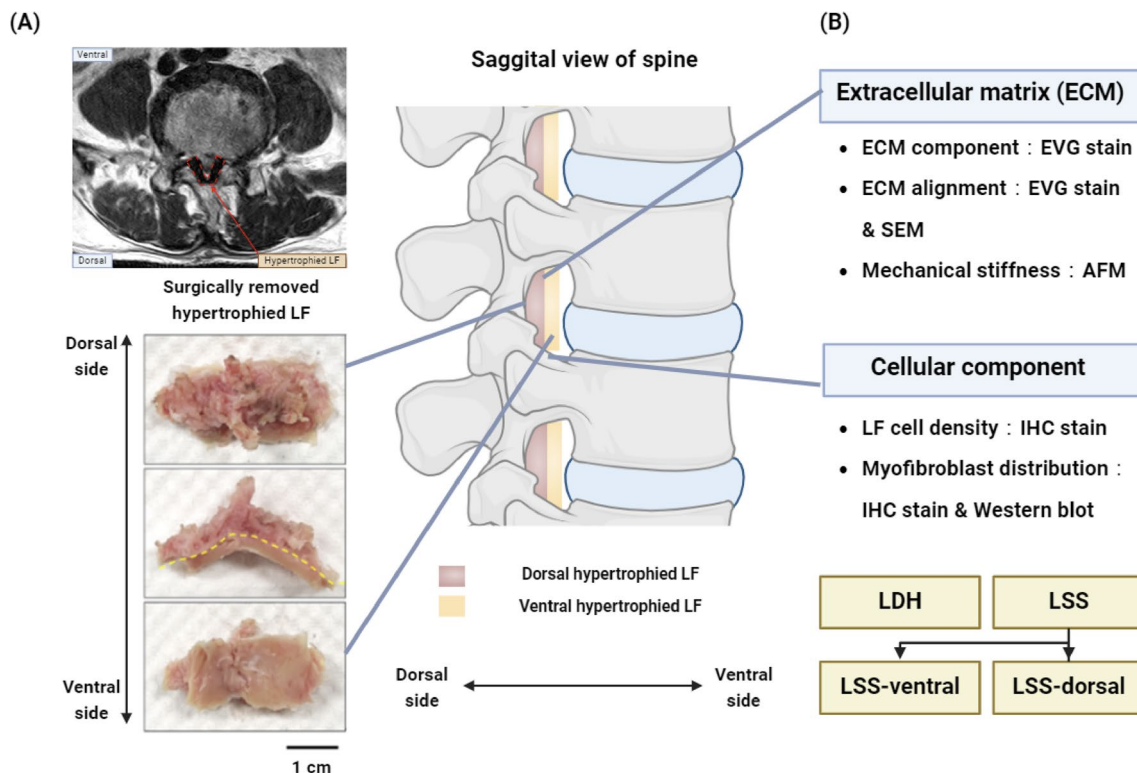 (A)
Ventral
Dorsal
Hypertrophied LF
Surgically removed
hypertrophied LF
Dorsal
side
Ventral
side
1 cm
Saggital view of spine
Dorsal hypertrophied LF
Ventral hypertrophied LF
Dorsal
side
Ventral
side
(B)
Extracellular matrix (ECM)
• ECM component : EVG stain
• ECM alignment : EVG stain
& SEM
• Mechanical stiffness : AFM
Cellular component
• LF cell density : IHC stain
• Myofibroblast distribution :
IHC stain & Western blot
LDH
LSS
LSS-ventral
LSS-dorsal